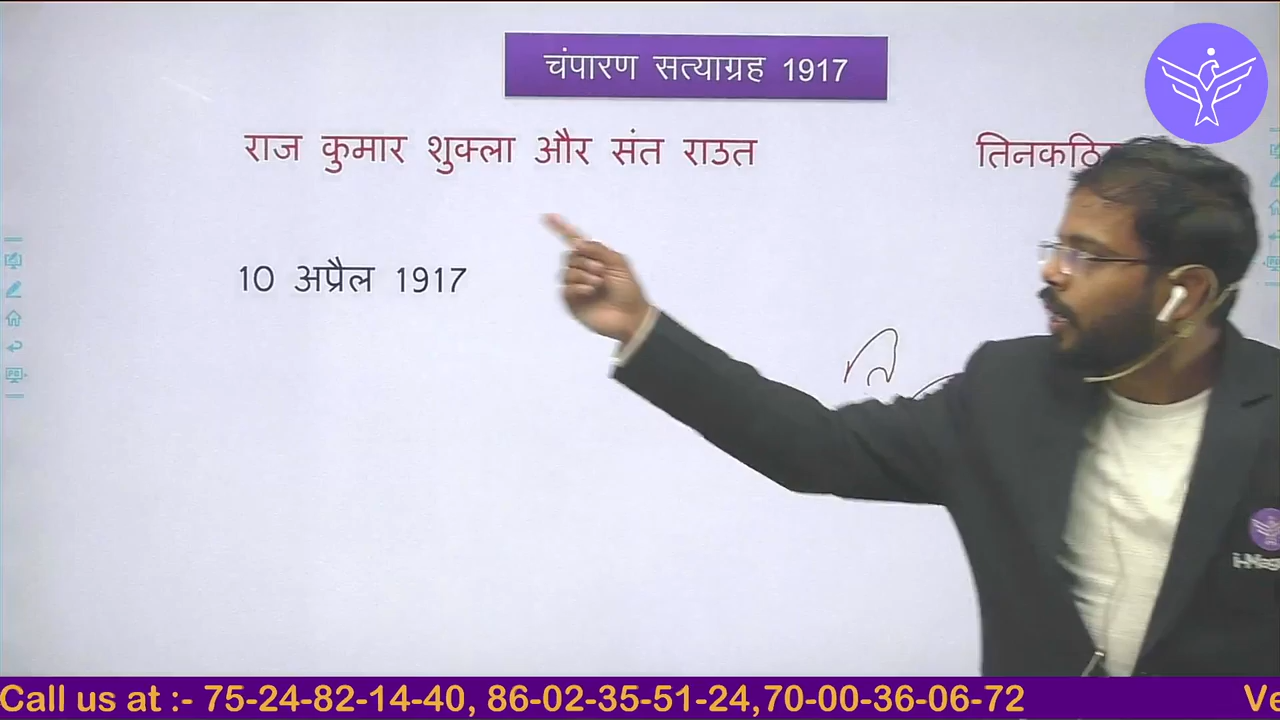 चंपारण सत्याग्रह 1917
राज कुमार शुक्ला और संत राउत
10 अप्रैल 1917
Call us at :- 75-24-82-14-40, 86-02-35-51-24,70-00-36-06-72